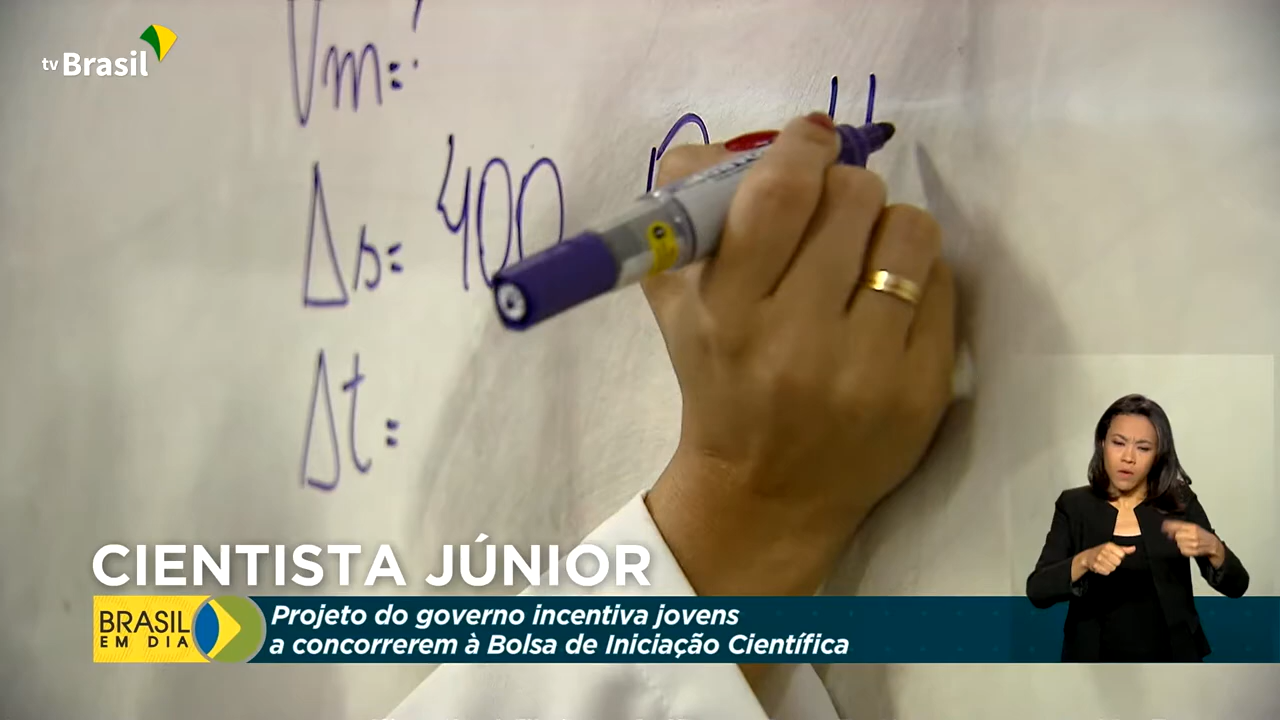 tv Brasil
Vm=?
Δs= 400
Δt=
CIENTISTA JÚNIOR
BRASIL
EM DIA
Projeto do governo incentiva jovens
a concorrerem à Bolsa de Iniciação Científica